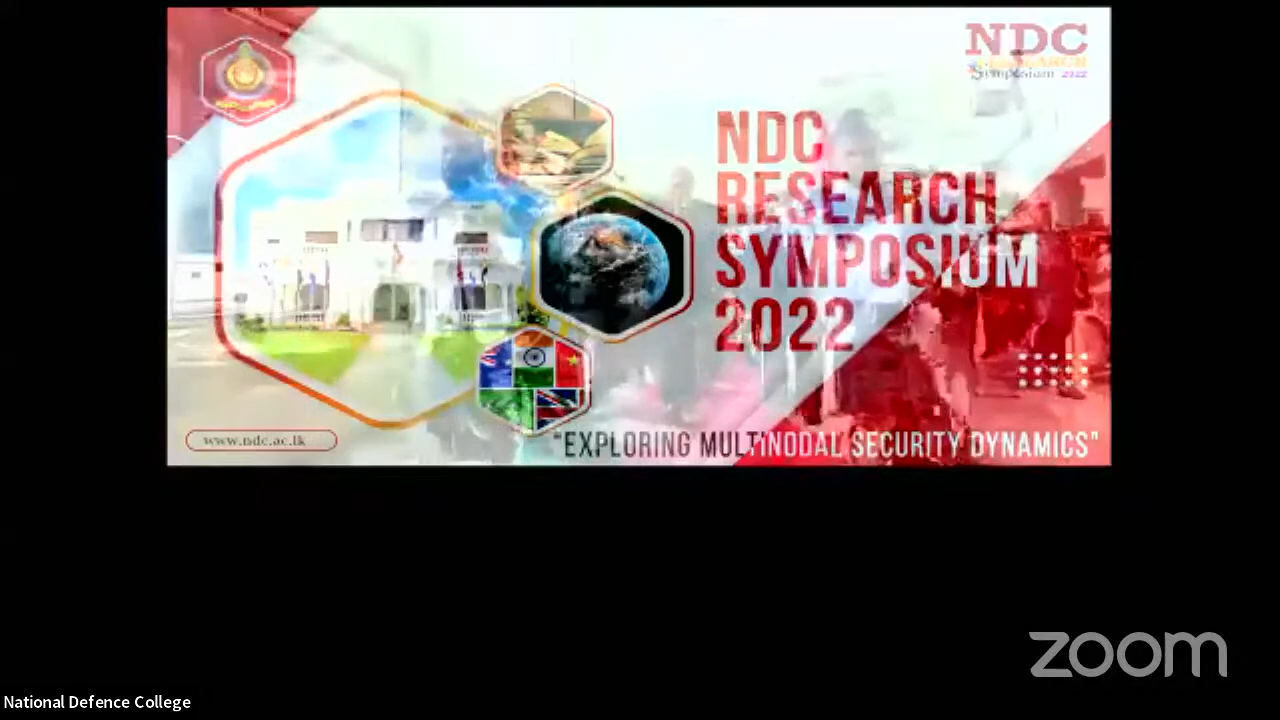 NDC
Symposium 2022
NDC
RESEARCH
SYMPOSIUM
2022
www.ndc.ac.lk
"EXPLORING MULTINODAL SECURITY DYNAMICS"
zoom
National Defence College